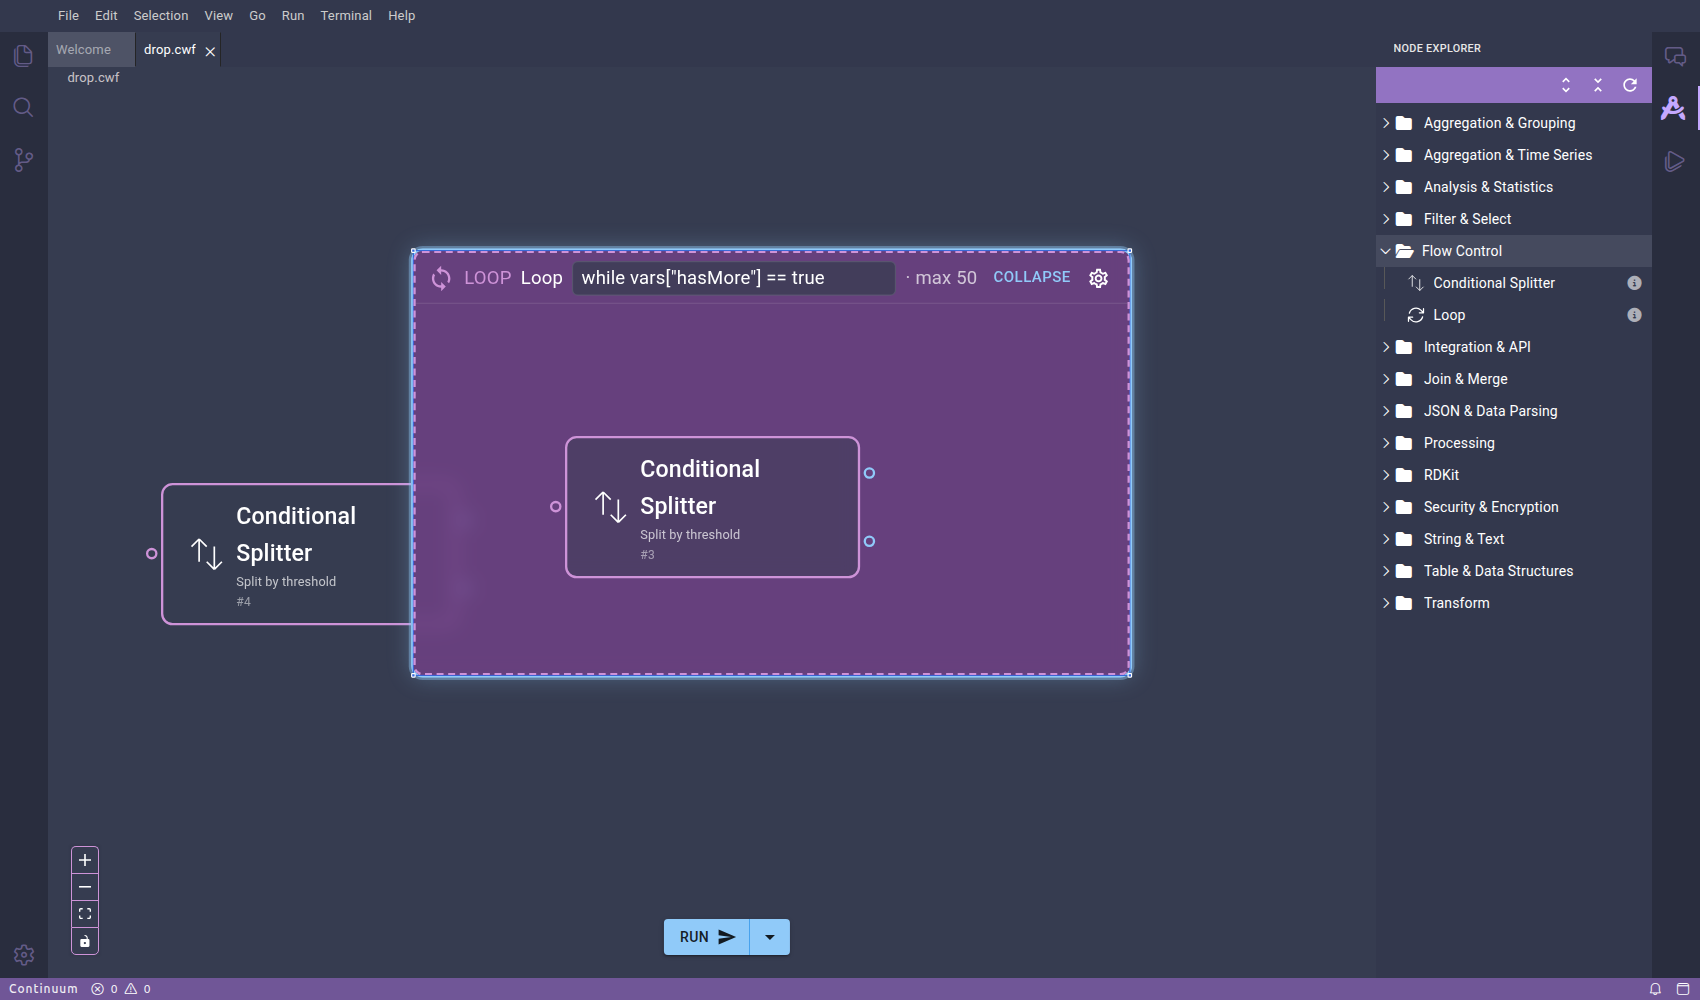 File Edit Selection View Go Run Terminal Help
Welcome drop.cwf
drop.cwf
NODE EXPLORER
Aggregation & Grouping
Aggregation & Time Series
Analysis & Statistics
Filter & Select
Flow Control
Conditional Splitter
Loop
Integration & API
Join & Merge
JSON & Data Parsing
Processing
RDKit
Security & Encryption
String & Text
Table & Data Structures
Transform
LOOP Loop while vars["hasMore"] == true · max 50 COLLAPSE
Conditional
Splitter
Split by threshold
#3
Conditional
Splitter
Split by threshold
#4
RUN
Continuum 0 0